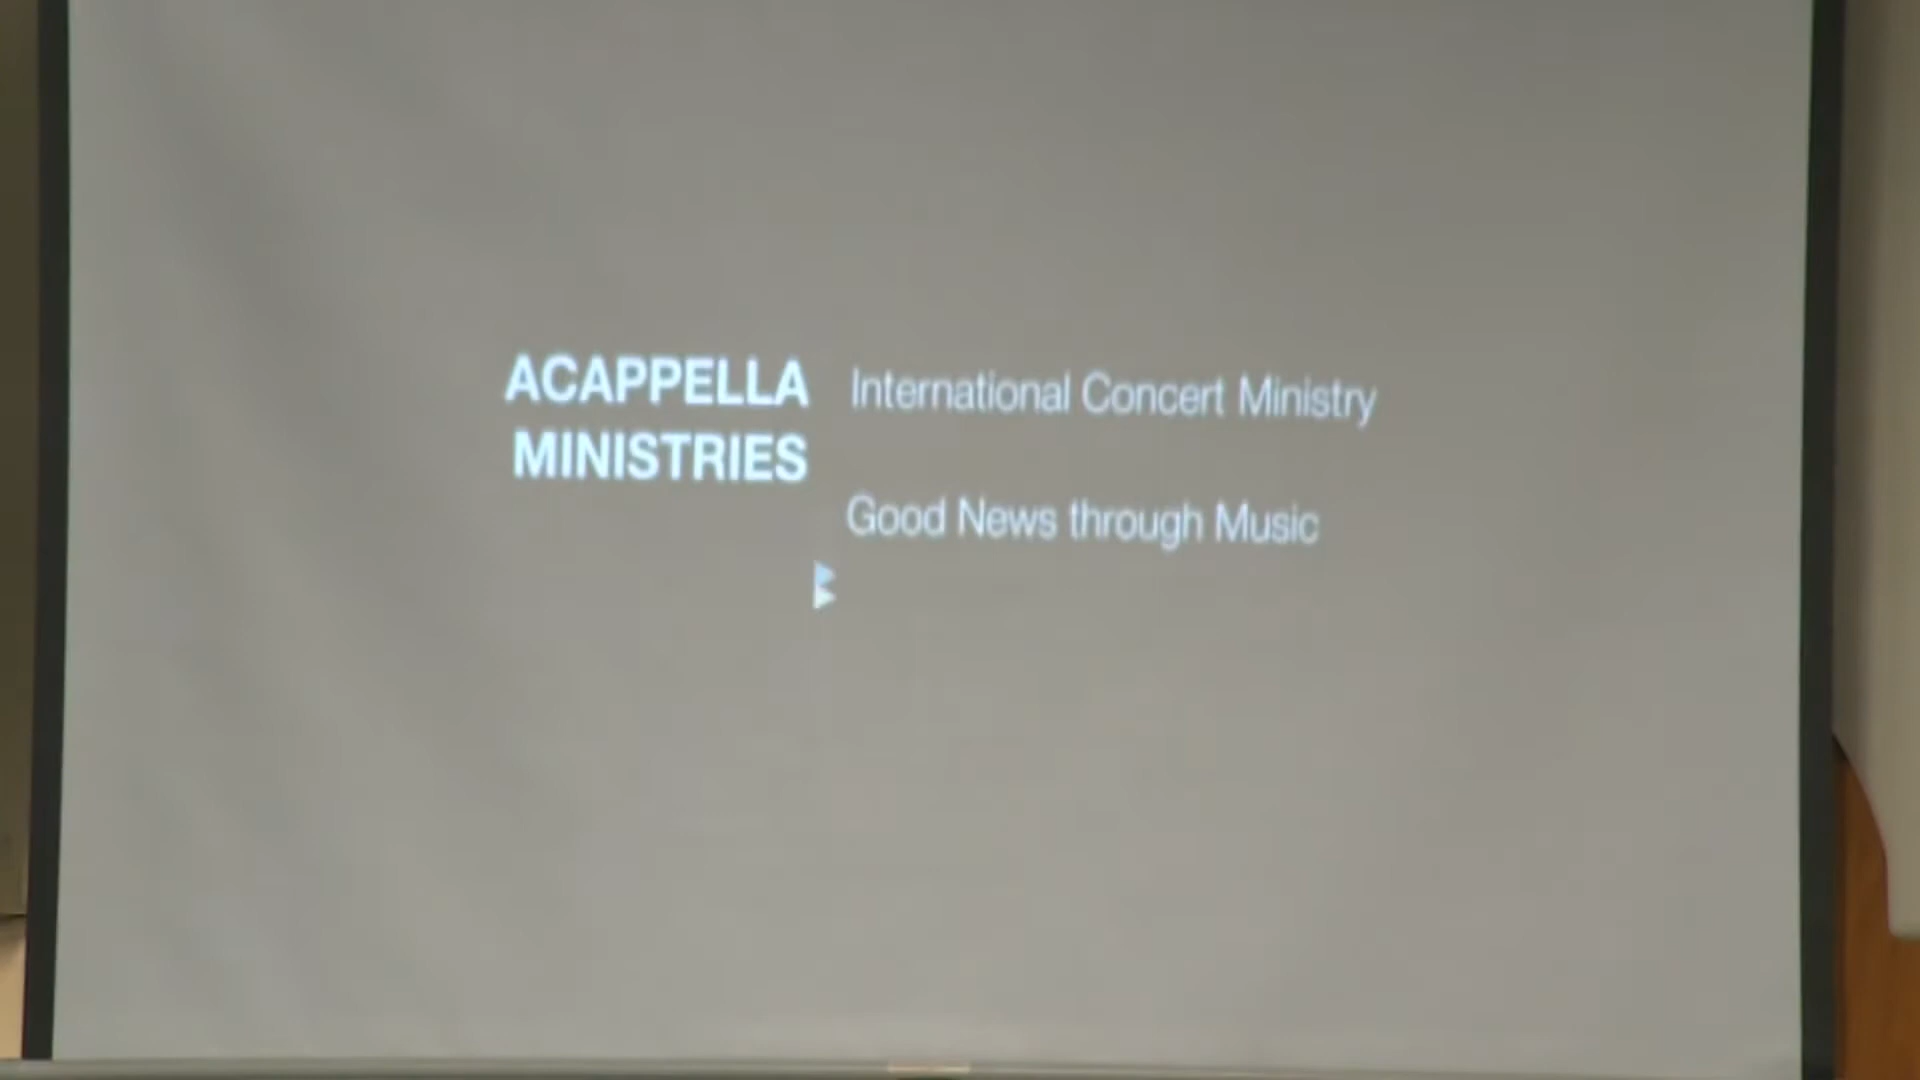 ACAPPELLA
MINISTRIES
International Concert Ministry
Good News through Music